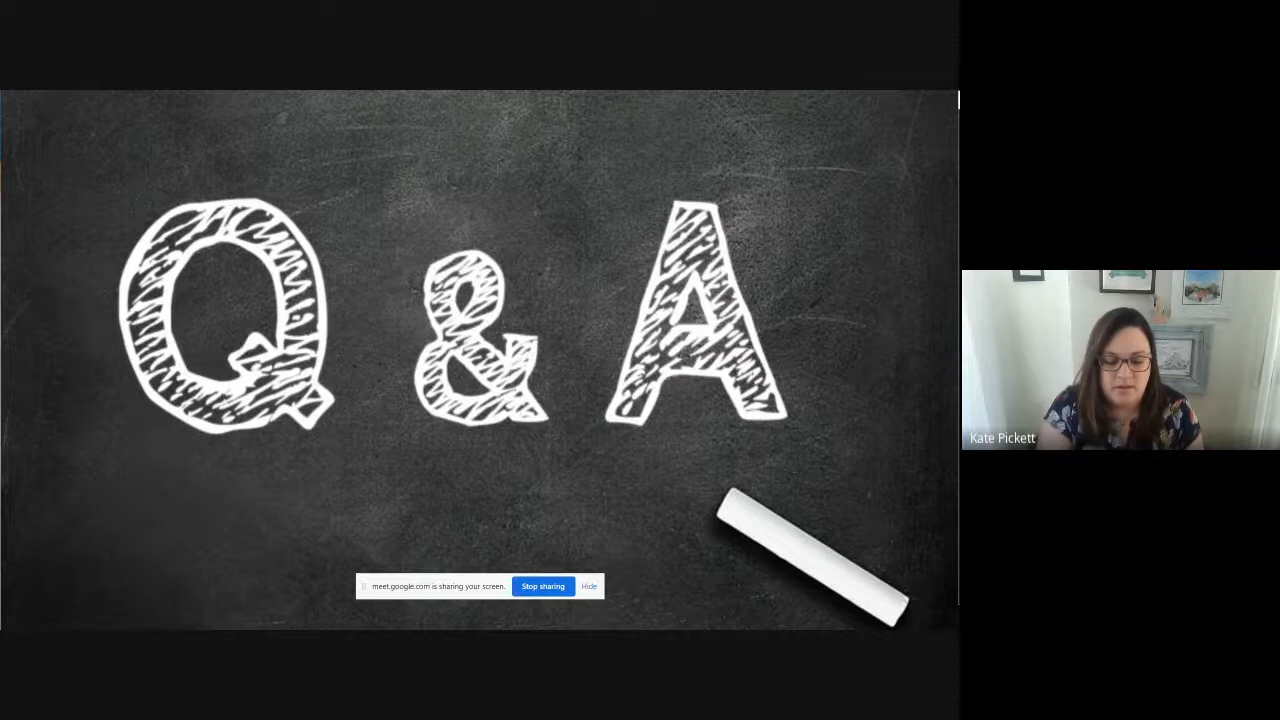 Q & A
meet.google.com is sharing your screen. Stop sharing Hide
Kate Pickett